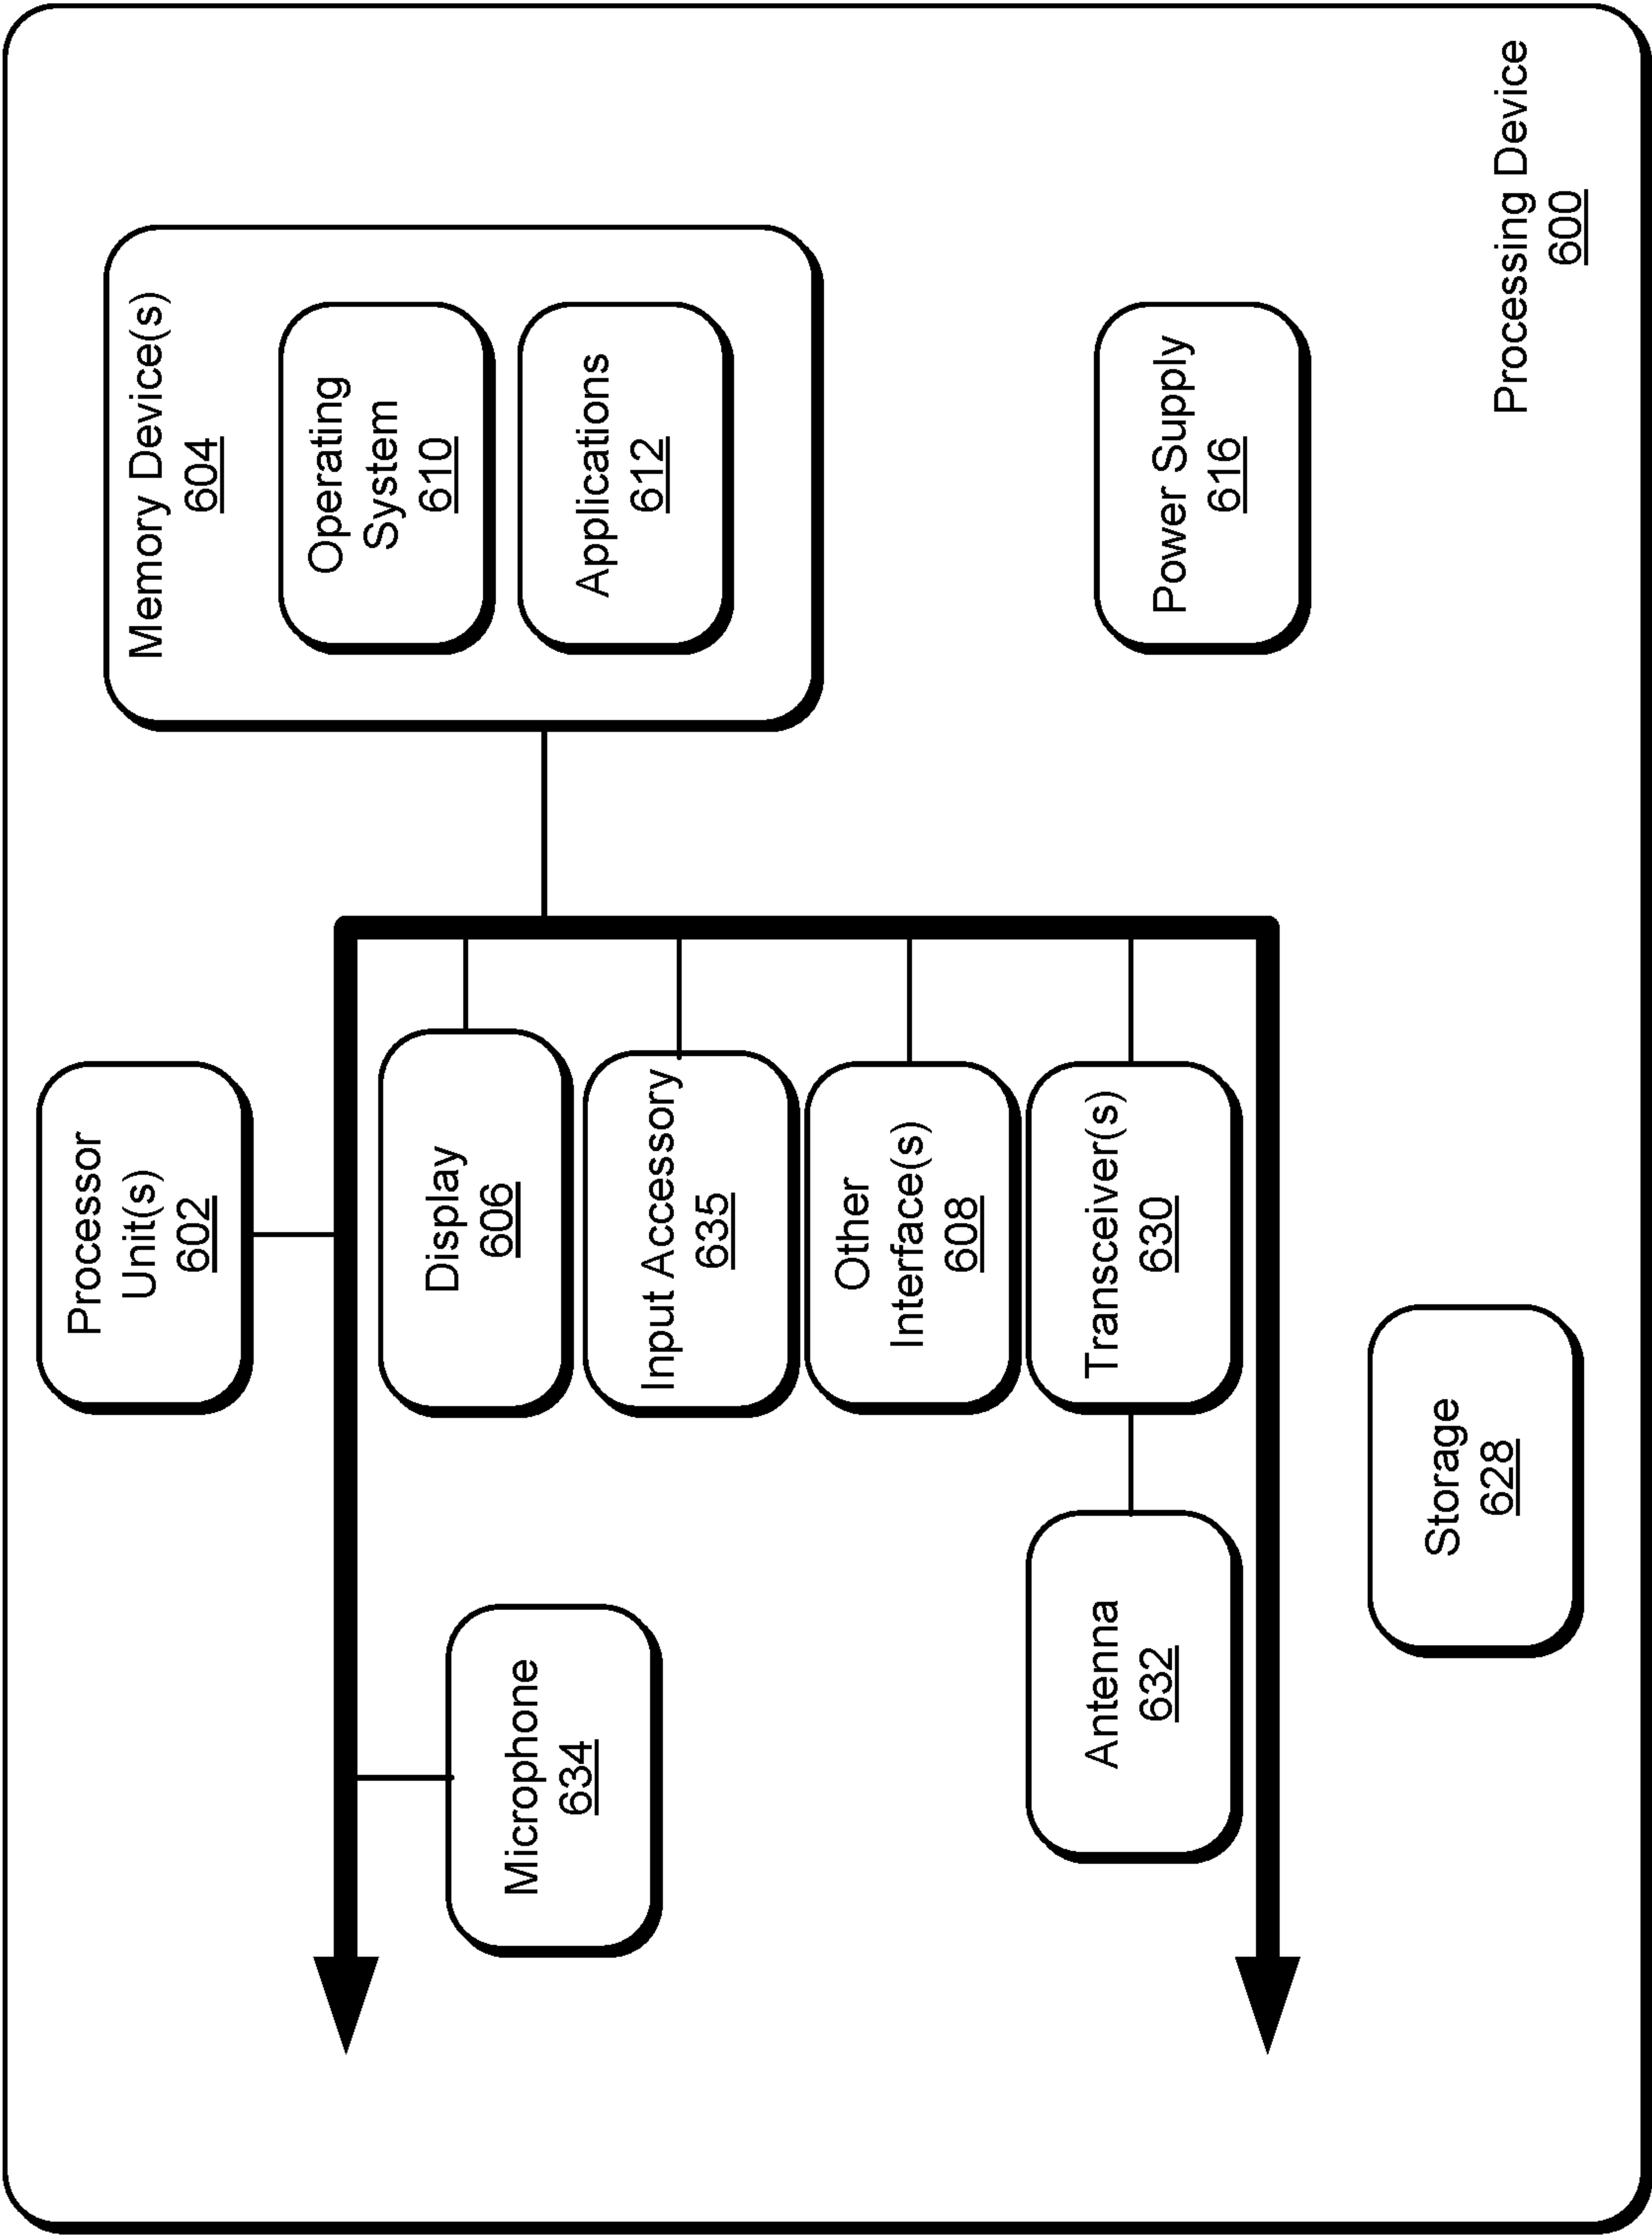 Processor
Unit(s)
602
Memory Device(s)
604
Operating
System
610
Applications
612
Display
606
Microphone
634
Input Accessory
635
Other
Interface(s)
608
Transceiver(s)
630
Antenna
632
Power Supply
616
Storage
628
Processing Device
600